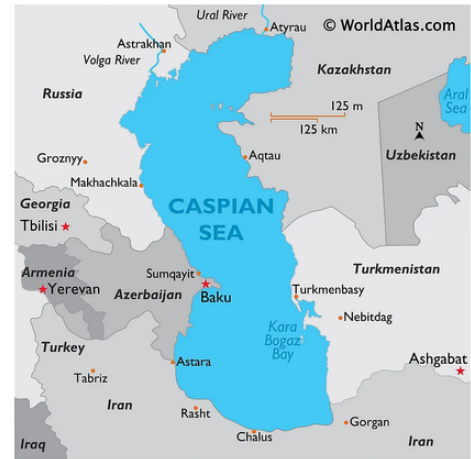 Ural River
Atyrau
© WorldAtlas.com
Astrakhan
Volga River
Kazakhstan
Russia
Aral
Sea
125 m
125 km
N
Uzbekistan
Groznyy
Aqtau
Makhachkala
CASPIAN
SEA
Georgia
Tbilisi
Armenia
Yerevan
Azerbaijan
Sumqayit
Baku
Turkmenistan
Turkmenbasy
Nebitdag
Kara
Bogaz
Bay
Turkey
Astara
Ashgabat
Tabriz
Iran
Rasht
Chalus
Gorgan
Iraq
Iran